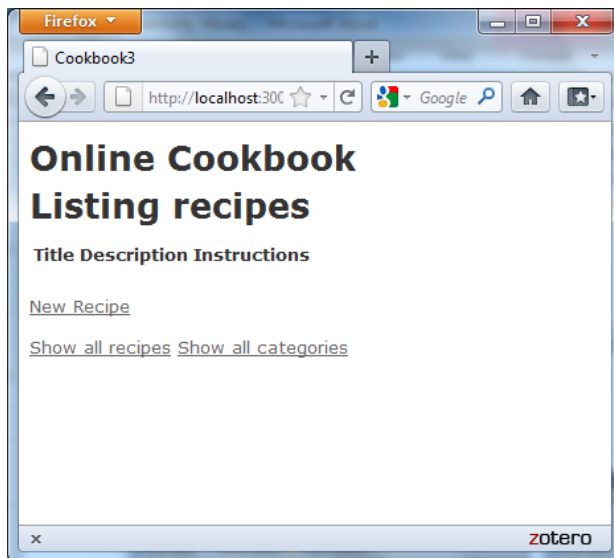 Firefox
Cookbook3
http://localhost:300 Google
Online Cookbook
Listing recipes
Title Description Instructions
New Recipe
Show all recipes Show all categories
x zotero